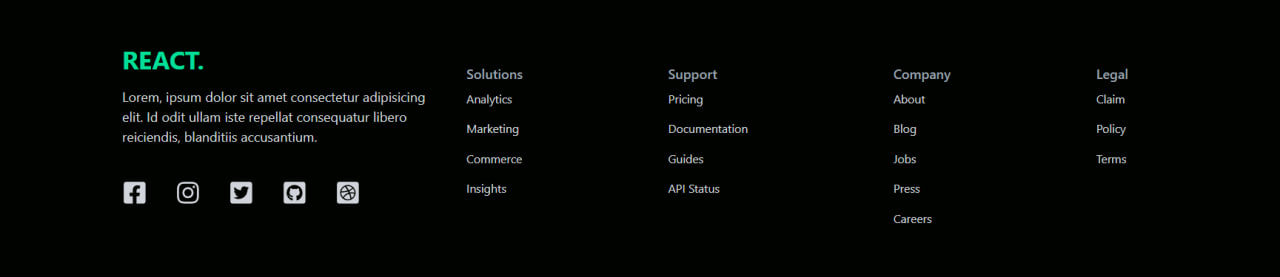 REACT.
Lorem, ipsum dolor sit amet consectetur adipisicing
elit. Id odit ullam iste repellat consequatur libero
reiciendis, blanditiis accusantium.
Solutions
Analytics
Marketing
Commerce
Insights
Support
Pricing
Documentation
Guides
API Status
Company
About
Blog
Jobs
Press
Careers
Legal
Claim
Policy
Terms